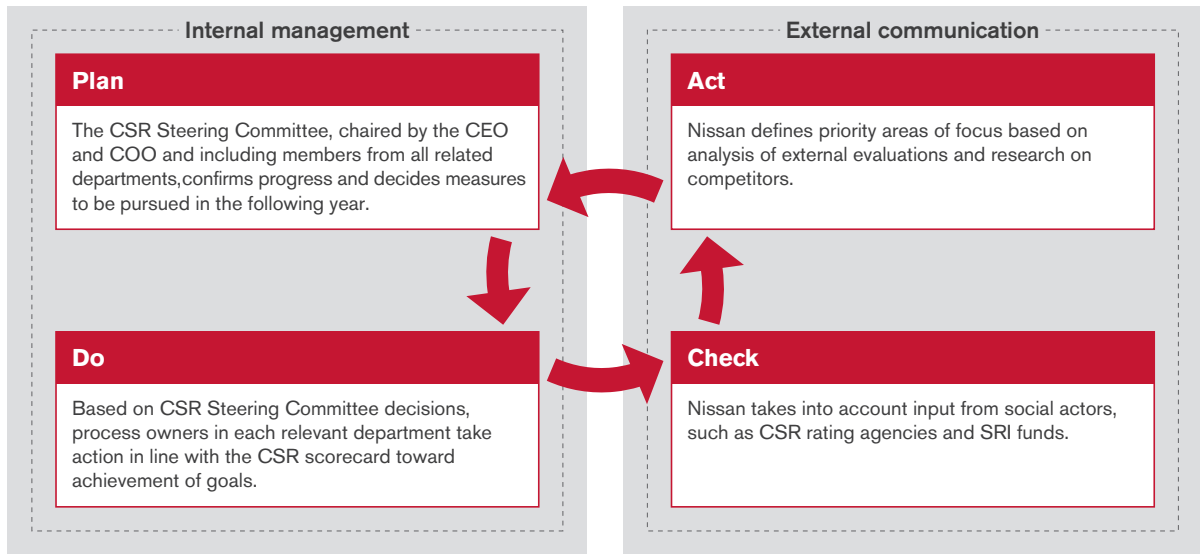 Internal management
Plan
The CSR Steering Committee, chaired by the CEO
and COO and including members from all related
departments,confirms progress and decides measures
to be pursued in the following year.
Do
Based on CSR Steering Committee decisions,
process owners in each relevant department take
action in line with the CSR scorecard toward
achievement of goals.
External communication
Act
Nissan defines priority areas of focus based on
analysis of external evaluations and research on
competitors.
Check
Nissan takes into account input from social actors,
such as CSR rating agencies and SRI funds.